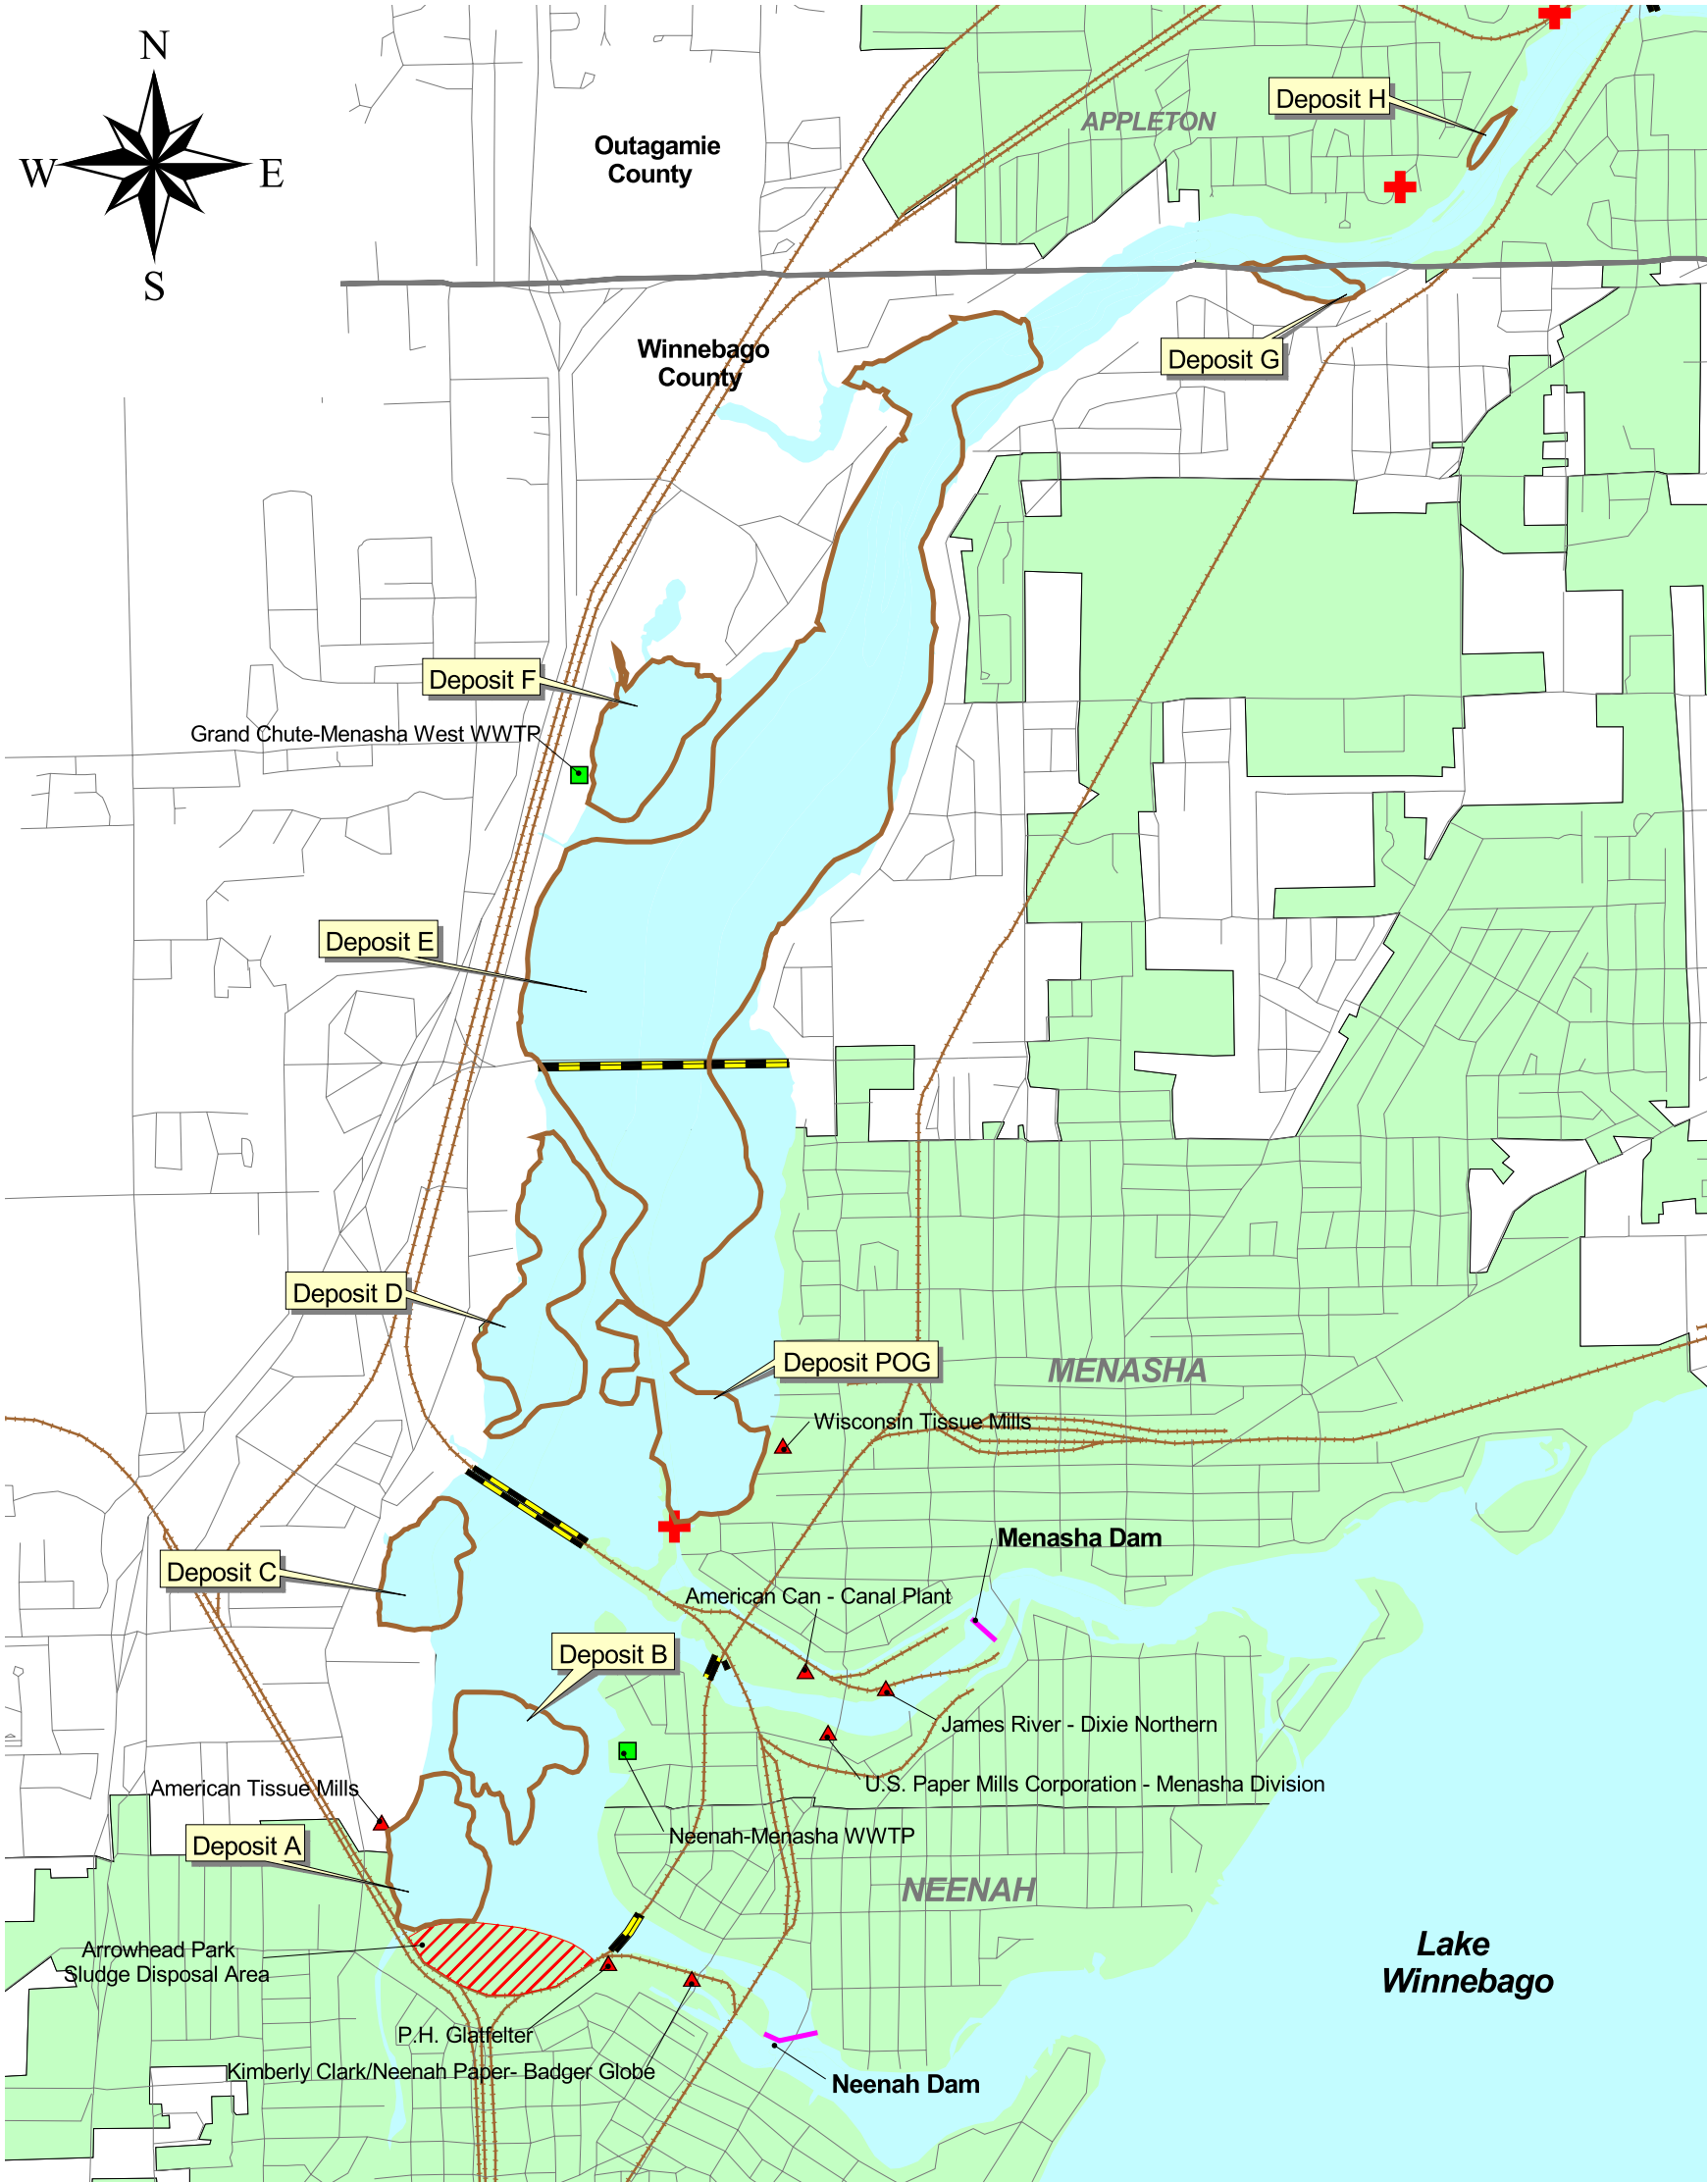 N
W
E
S
Outagamie
County
APPLETON
Deposit H
Winnebago
County
Deposit G
Deposit F
Grand Chute-Menasha West WWTP
Deposit E
Deposit D
Deposit POG
MENASHA
Wisconsin Tissue Mills
Menasha Dam
Deposit C
American Can - Canal Plant
Deposit B
James River - Dixie Northern
American Tissue Mills
U.S. Paper Mills Corporation - Menasha Division
Neenah-Menasha WWTP
Deposit A
NEENAH
Arrowhead Park
Sludge Disposal Area
Lake
Winnebago
P.H. Glatfelter
Kimberly Clark/Neenah Paper- Badger Globe
Neenah Dam